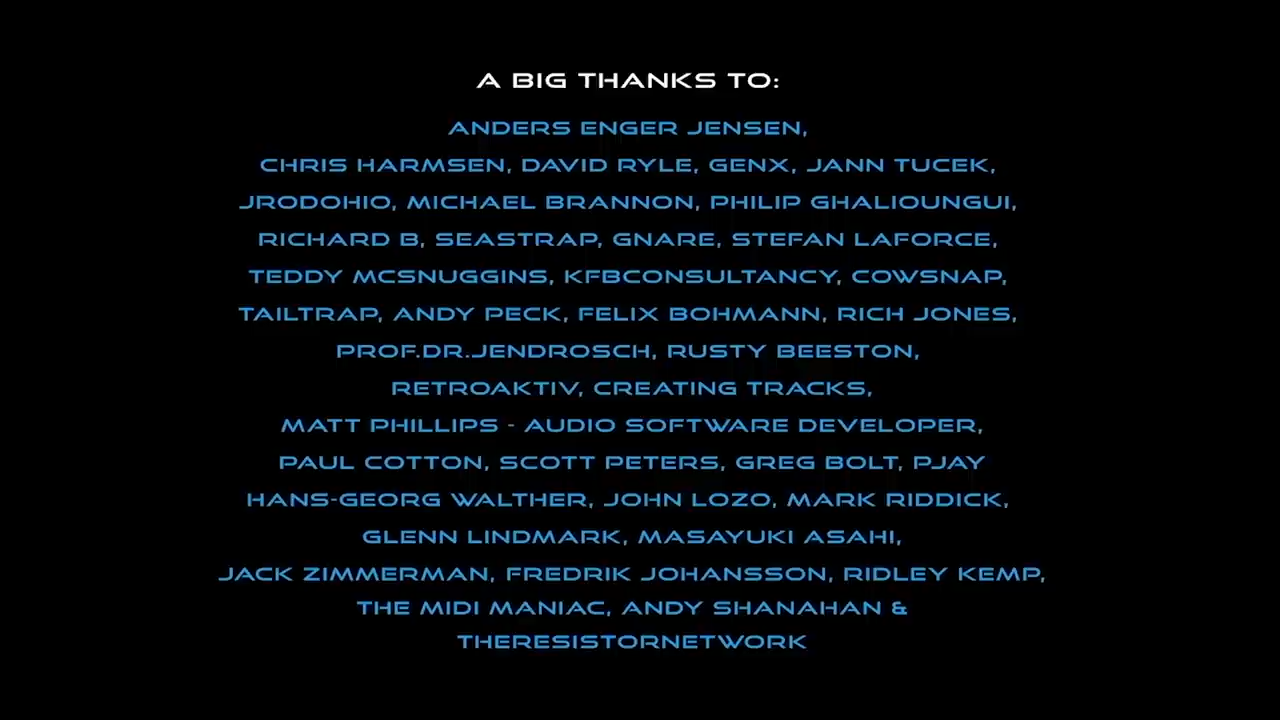 A BIG THANKS TO:
ANDERS ENGER JENSEN,
CHRIS HARMSEN, DAVID RYLE, GENX, JANN TUCEK,
JRODOHIO, MICHAEL BRANNON, PHILIP GHALIOUNGUI,
RICHARD B, SEASTRAP, GNARE, STEFAN LAFORCE,
TEDDY MCSNUGGINS, KFBCONSULTANCY, COWSNAP,
TAILTRAP, ANDY PECK, FELIX BOHMANN, RICH JONES,
PROF.DR.JENDROSCH, RUSTY BEESTON,
RETROAKTIV, CREATING TRACKS,
MATT PHILLIPS - AUDIO SOFTWARE DEVELOPER,
PAUL COTTON, SCOTT PETERS, GREG BOLT, PJAY
HANS-GEORG WALTHER, JOHN LOZO, MARK RIDDICK,
GLENN LINDMARK, MASAYUKI ASAHI,
JACK ZIMMERMAN, FREDRIK JOHANSSON, RIDLEY KEMP,
THE MIDI MANIAC, ANDY SHANAHAN &
THERESISTORNETWORK